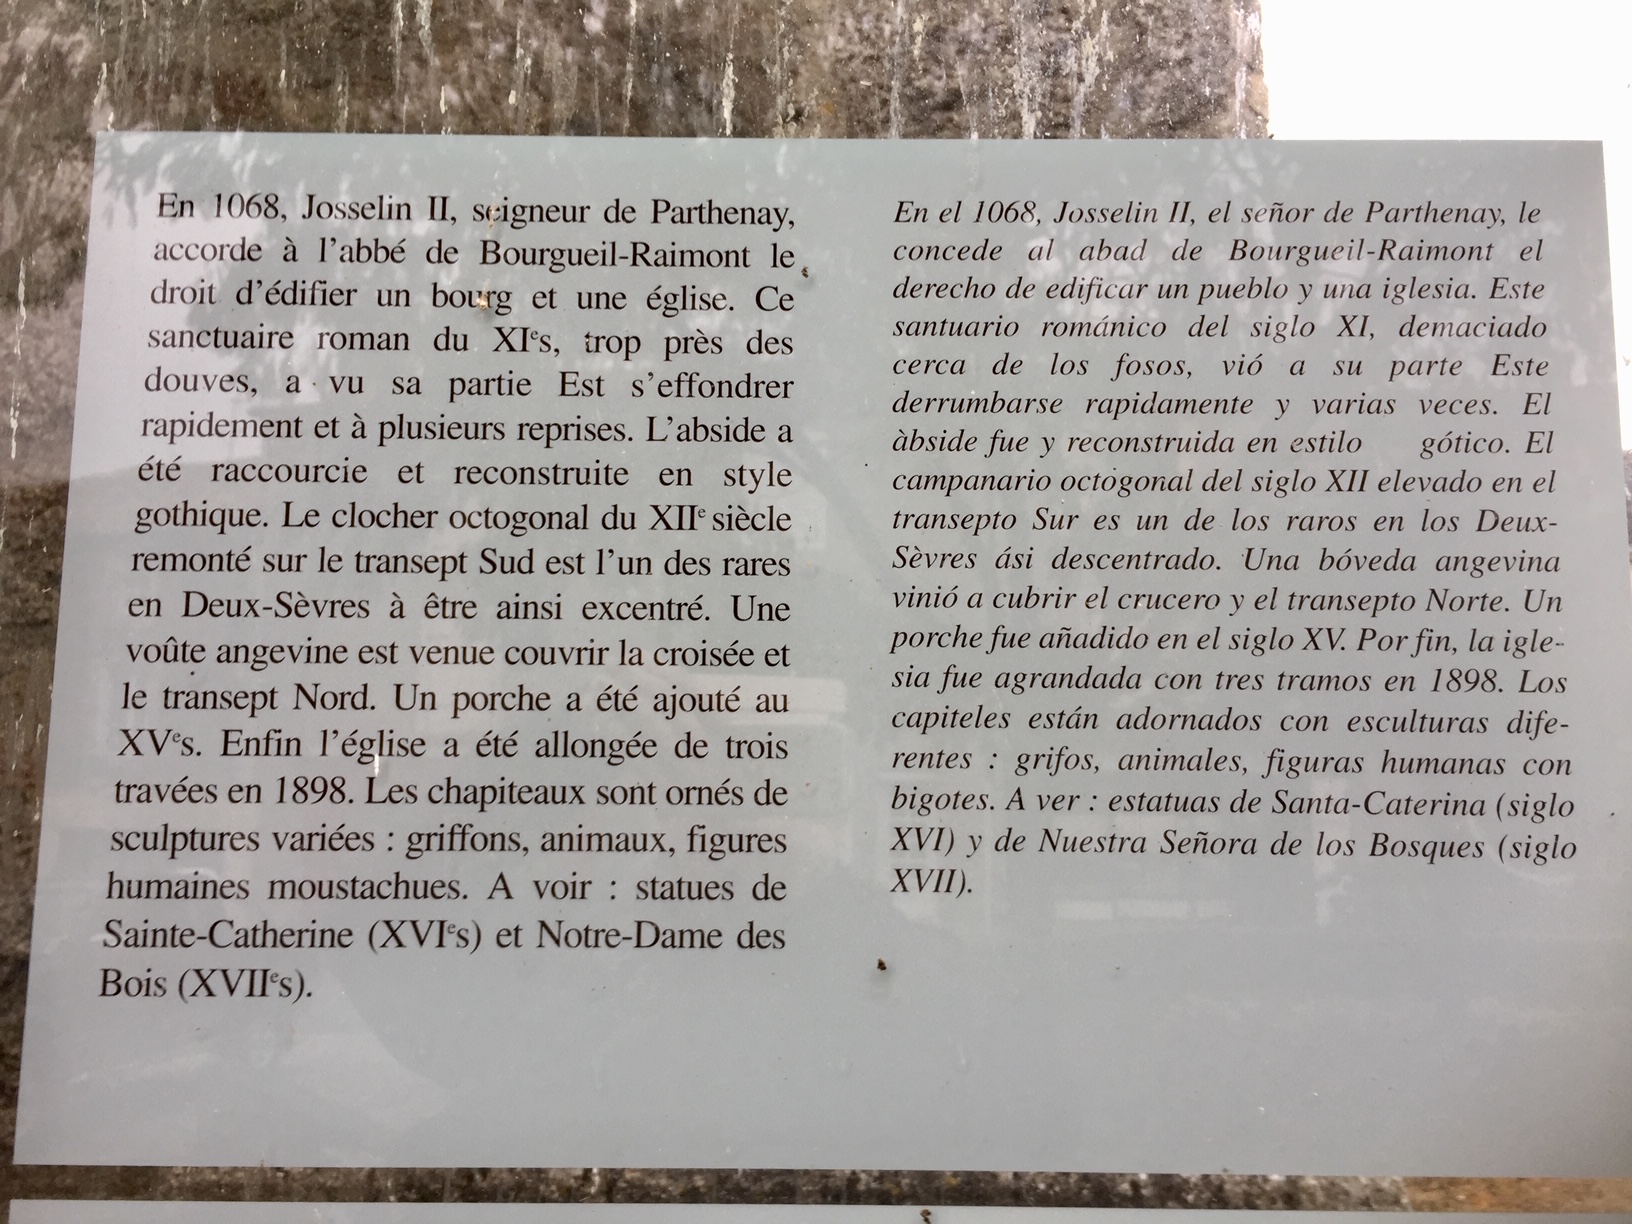 En 1068, Josselin II, seigneur de Parthenay,
accorde à l'abbé de Bourgueil-Raimont le
droit d'édifier un bourg et une église. Ce
sanctuaire roman du XIᵉs, trop près des
douves, a vu sa partie Est s'effondrer
rapidement et à plusieurs reprises. L'abside a
été raccourcie et reconstruite en style
gothique. Le clocher octogonal du XIIᵉ siècle
remonté sur le transept Sud est l'un des rares
en Deux-Sèvres à être ainsi excentré. Une
voûte angevine est venue couvrir la croisée et
le transept Nord. Un porche a été ajouté au
XVᵉs. Enfin l'église a été allongée de trois
travées en 1898. Les chapiteaux sont ornés de
sculptures variées : griffons, animaux, figures
humaines moustachues. A voir : statues de
Sainte-Catherine (XVIᵉs) et Notre-Dame des
Bois (XVIIᵉs).
En el 1068, Josselin II, el señor de Parthenay, le
concede al abad de Bourgueil-Raimont el
derecho de edificar un pueblo y una iglesia. Este
santuario románico del siglo XI, demaciado
cerca de los fosos, vió a su parte Este
derrumbarse rapidamente y varias veces. El
àbside fue y reconstruida en estilo gótico. El
campanario octogonal del siglo XII elevado en el
transepto Sur es un de los raros en los Deux-
Sèvres ási descentrado. Una bóveda angevina
vinió a cubrir el crucero y el transepto Norte. Un
porche fue añadido en el siglo XV. Por fin, la igle-
sia fue agrandada con tres tramos en 1898. Los
capiteles están adornados con esculturas dife-
rentes : grifos, animales, figuras humanas con
bigotes. A ver : estatuas de Santa-Caterina (siglo
XVI) y de Nuestra Señora de los Bosques (siglo
XVII).